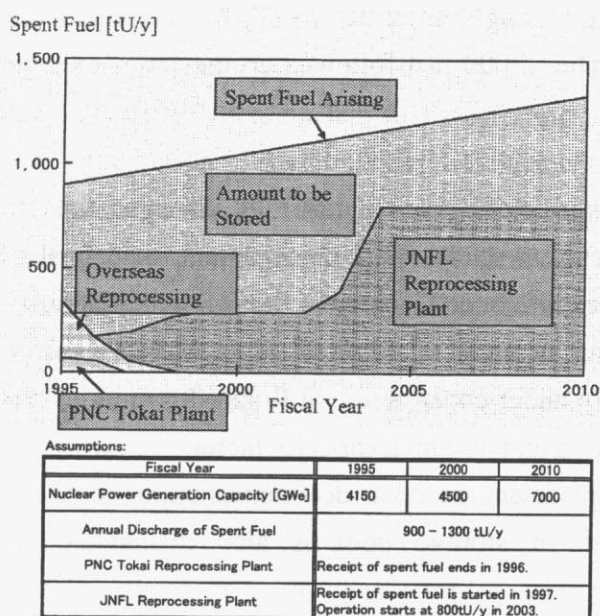 Spent Fuel [tU/y]
1,500
Spent Fuel Arising
1,000
Amount to be
Stored
500
Overseas
Reprocessing
JNFL
Reprocessing
Plant
0
1995
2000
2005
2010
PNC Tokai Plant
Fiscal Year
Assumptions:
Fiscal Year 1995 2000 2010
Nuclear Power Generation Capacity [GWe] 4150 4500 7000
Annual Discharge of Spent Fuel 900 – 1300 tU/y
PNC Tokai Reprocessing Plant Receipt of spent fuel ends in 1996.
JNFL Reprocessing Plant Receipt of spent fuel is started in 1997.
Operation starts at 800tU/y in 2003.